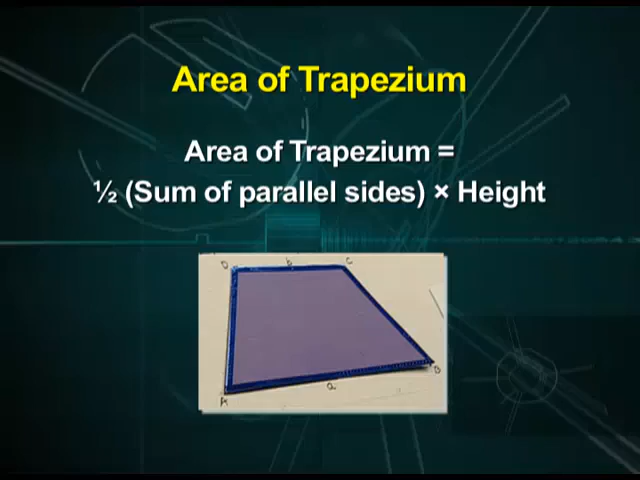 Area of Trapezium
Area of Trapezium =
½ (Sum of parallel sides) × Height
D b C
A a B